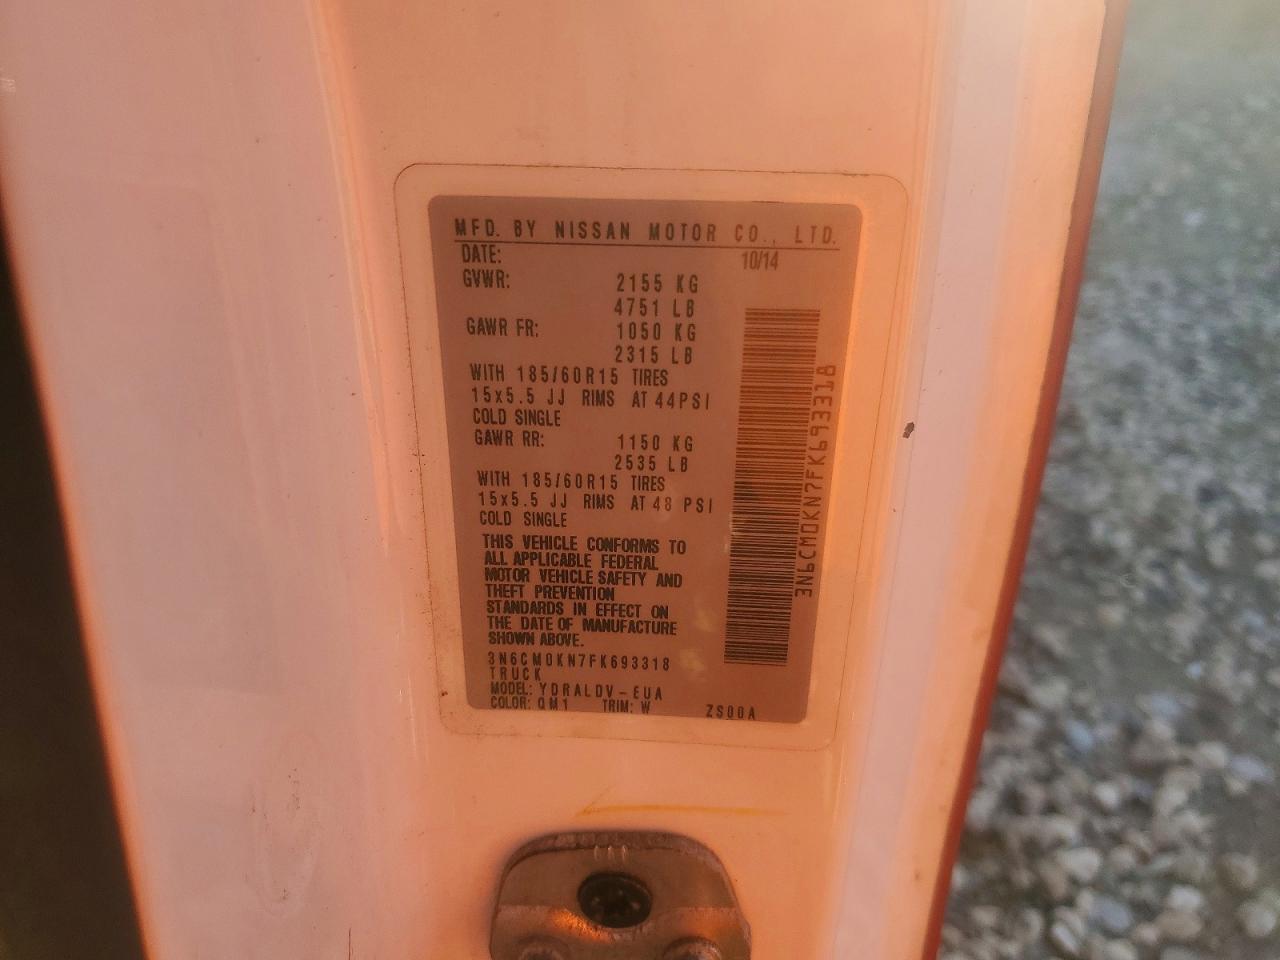 MFD. BY NISSAN MOTOR CO., LTD.
DATE: 10/14
GVWR: 2155 KG
4751 LB
GAWR FR: 1050 KG
2315 LB
WITH 185/60R15 TIRES
15x5.5 JJ RIMS AT 44PSI
COLD SINGLE
GAWR RR: 1150 KG
2535 LB
WITH 185/60R15 TIRES
15x5.5 JJ RIMS AT 48 PSI
COLD SINGLE
THIS VEHICLE CONFORMS TO
ALL APPLICABLE FEDERAL
MOTOR VEHICLE SAFETY AND
THEFT PREVENTION
STANDARDS IN EFFECT ON
THE DATE OF MANUFACTURE
SHOWN ABOVE.
3N6CM0KN7FK693318
TRUCK
MODEL: YDRALDV-EUA
COLOR: QM1 TRIM: W ZS00A
3N6CM0KN7FK693318